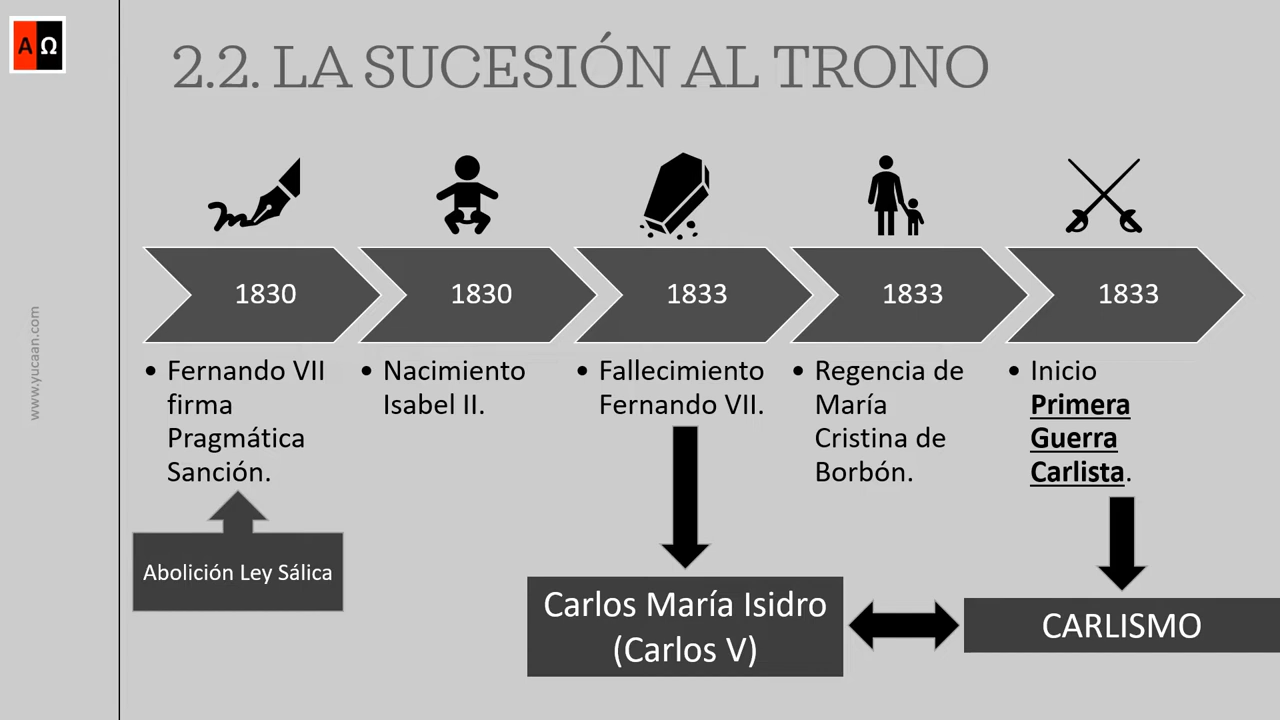 AΩ
2.2. LA SUCESIÓN AL TRONO
1830
1830
1833
1833
1833
• Fernando VII
firma
Pragmática
Sanción.
• Nacimiento
Isabel II.
• Fallecimiento
Fernando VII.
• Regencia de
María
Cristina de
Borbón.
• Inicio
Primera
Guerra
Carlista.
Abolición Ley Sálica
Carlos María Isidro
(Carlos V)
CARLISMO
www.yucaan.com